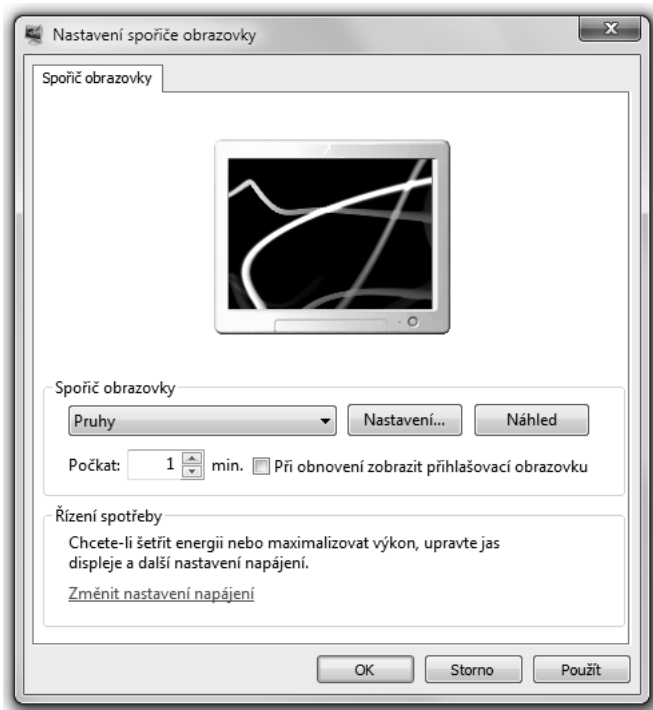 Nastavení spořiče obrazovky
Spořič obrazovky
Spořič obrazovky
Pruhy
Nastavení...
Náhled
Počkat: 1 min. Při obnovení zobrazit přihlašovací obrazovku
Řízení spotřeby
Chcete-li šetřit energii nebo maximalizovat výkon, upravte jas
displeje a další nastavení napájení.
Změnit nastavení napájení
OK
Storno
Použít